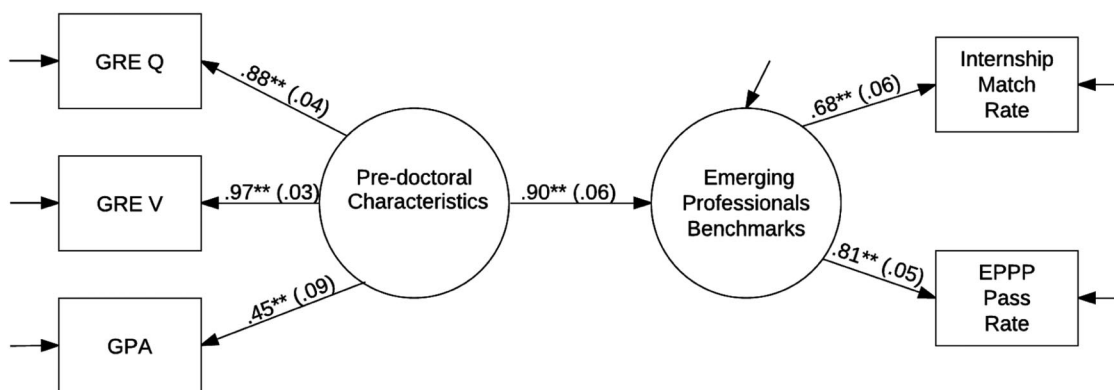 GRE Q
.88** (.04)
GRE V
.97** (.03)
GPA
.45** (.09)
Pre-doctoral
Characteristics
.90** (.06)
Emerging
Professionals
Benchmarks
.68** (.06)
Internship
Match
Rate
.81** (.05)
EPPP
Pass
Rate